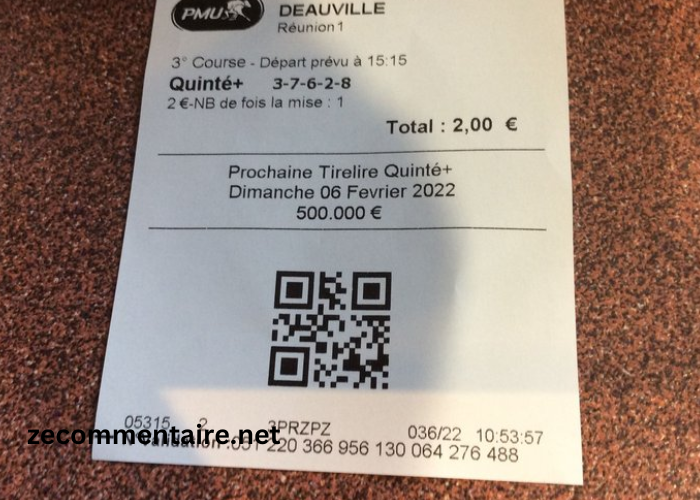 PMU
DEAUVILLE
Réunion 1
3° Course - Départ prévu à 15:15
Quinté+ 3-7-6-2-8
2 €-NB de fois la mise : 1
Total : 2,00 €
Prochaine Tirelire Quinté+
Dimanche 06 Fevrier 2022
500.000 €
05315 2 3PRZPZ 036/22 10:53:57
zecommentaire.net
220 366 956 130 064 276 488